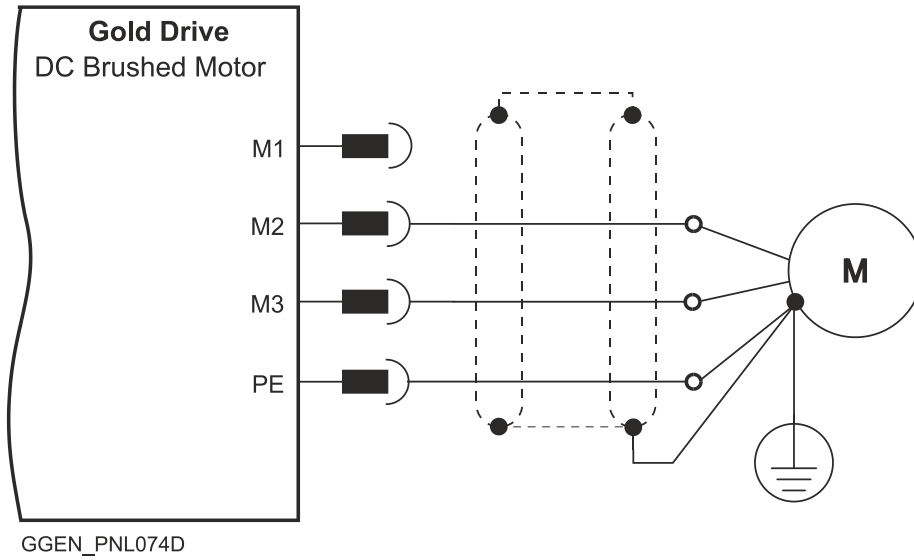 Gold Drive
DC Brushed Motor
M1
M2
M3
PE
M
GGEN_PNL074D